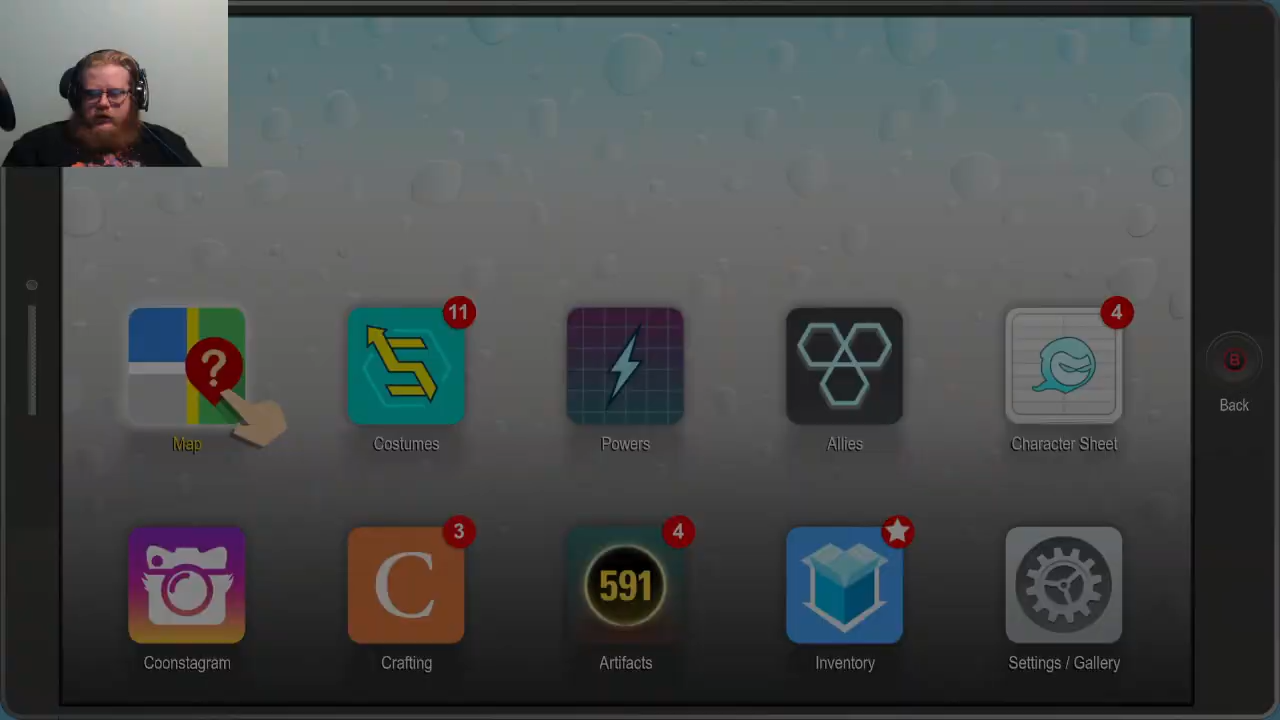 11
4
?
B
Map
Costumes
Powers
Allies
Character Sheet
Back
3
4
C
591
Coonstagram
Crafting
Artifacts
Inventory
Settings / Gallery